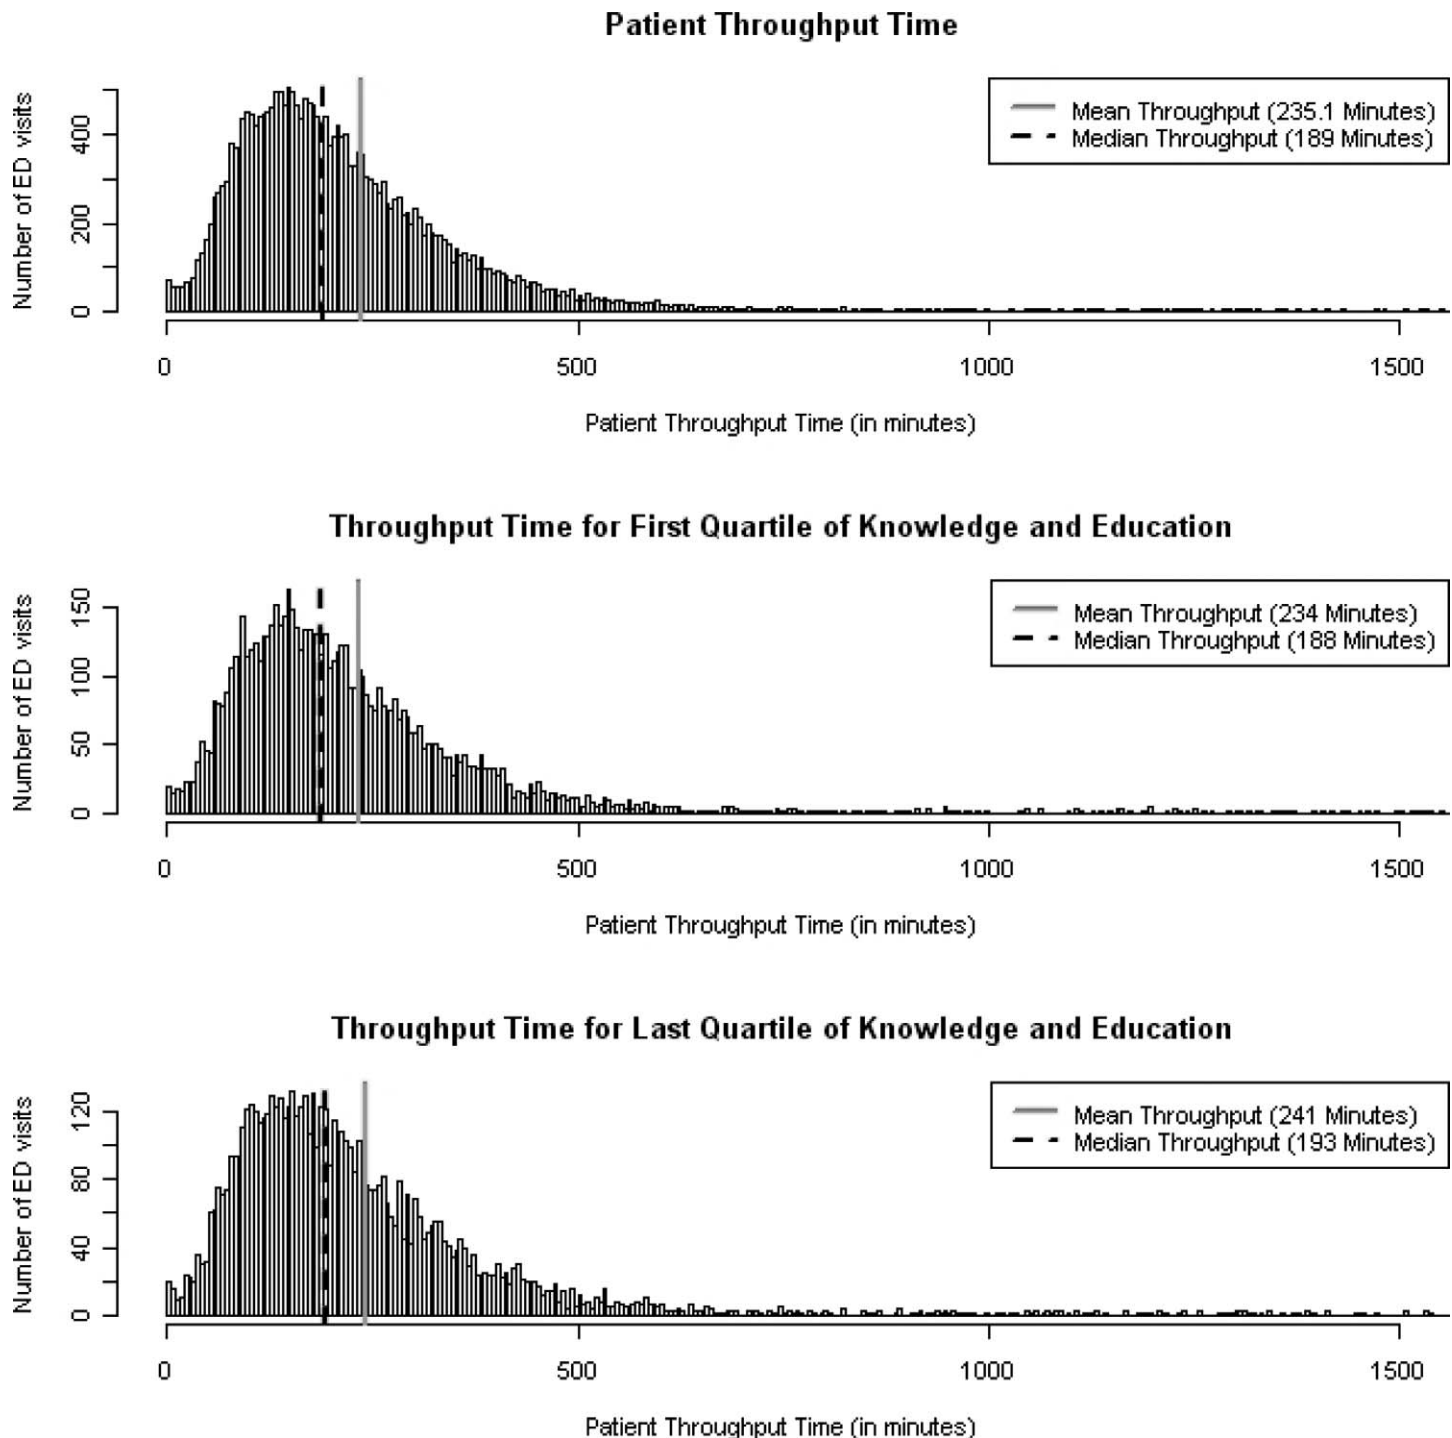 Patient Throughput Time
Number of ED visits
400
200
0
Mean Throughput (235.1 Minutes)
Median Throughput (189 Minutes)
0 500 1000 1500
Patient Throughput Time (in minutes)
Throughput Time for First Quartile of Knowledge and Education
Number of ED visits
150
100
50
0
Mean Throughput (234 Minutes)
Median Throughput (188 Minutes)
0 500 1000 1500
Patient Throughput Time (in minutes)
Throughput Time for Last Quartile of Knowledge and Education
Number of ED visits
120
80
40
0
Mean Throughput (241 Minutes)
Median Throughput (193 Minutes)
0 500 1000 1500
Patient Throughput Time (in minutes)